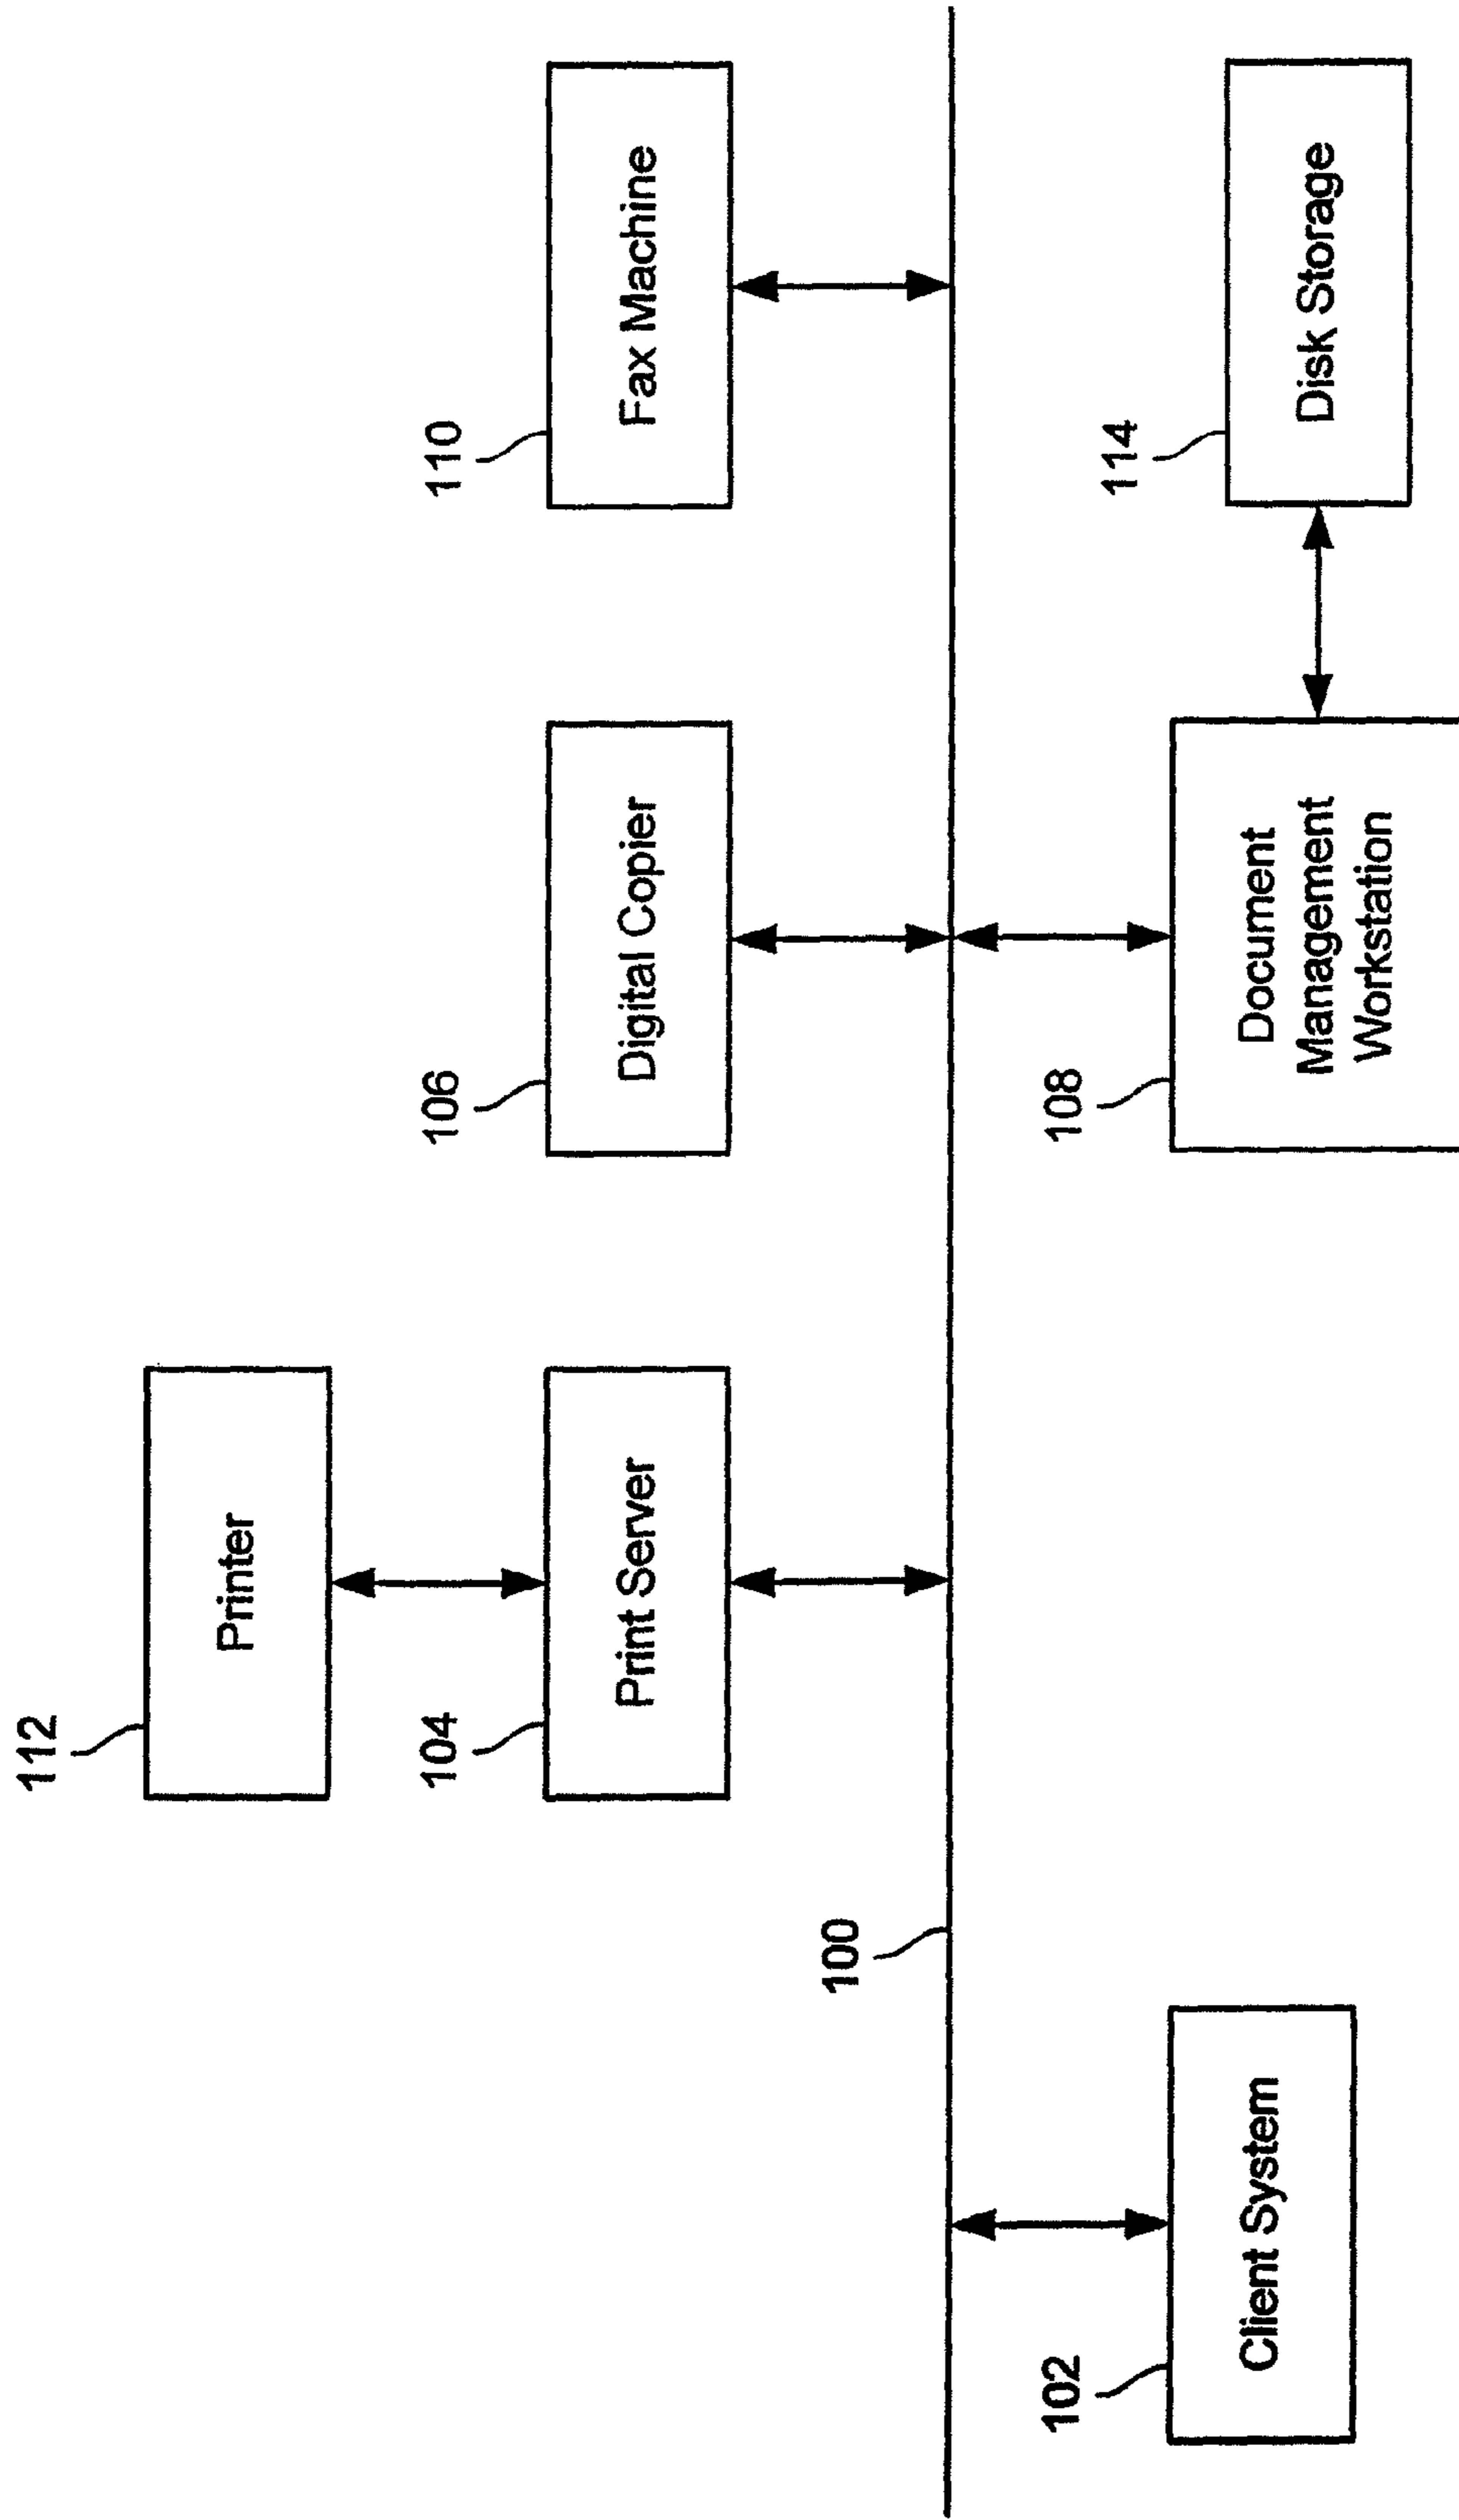 112
Printer
104
Print Server
106
Digital Copier
110
Fax Machine
100
102
Client System
108
Document
Management
Workstation
114
Disk Storage